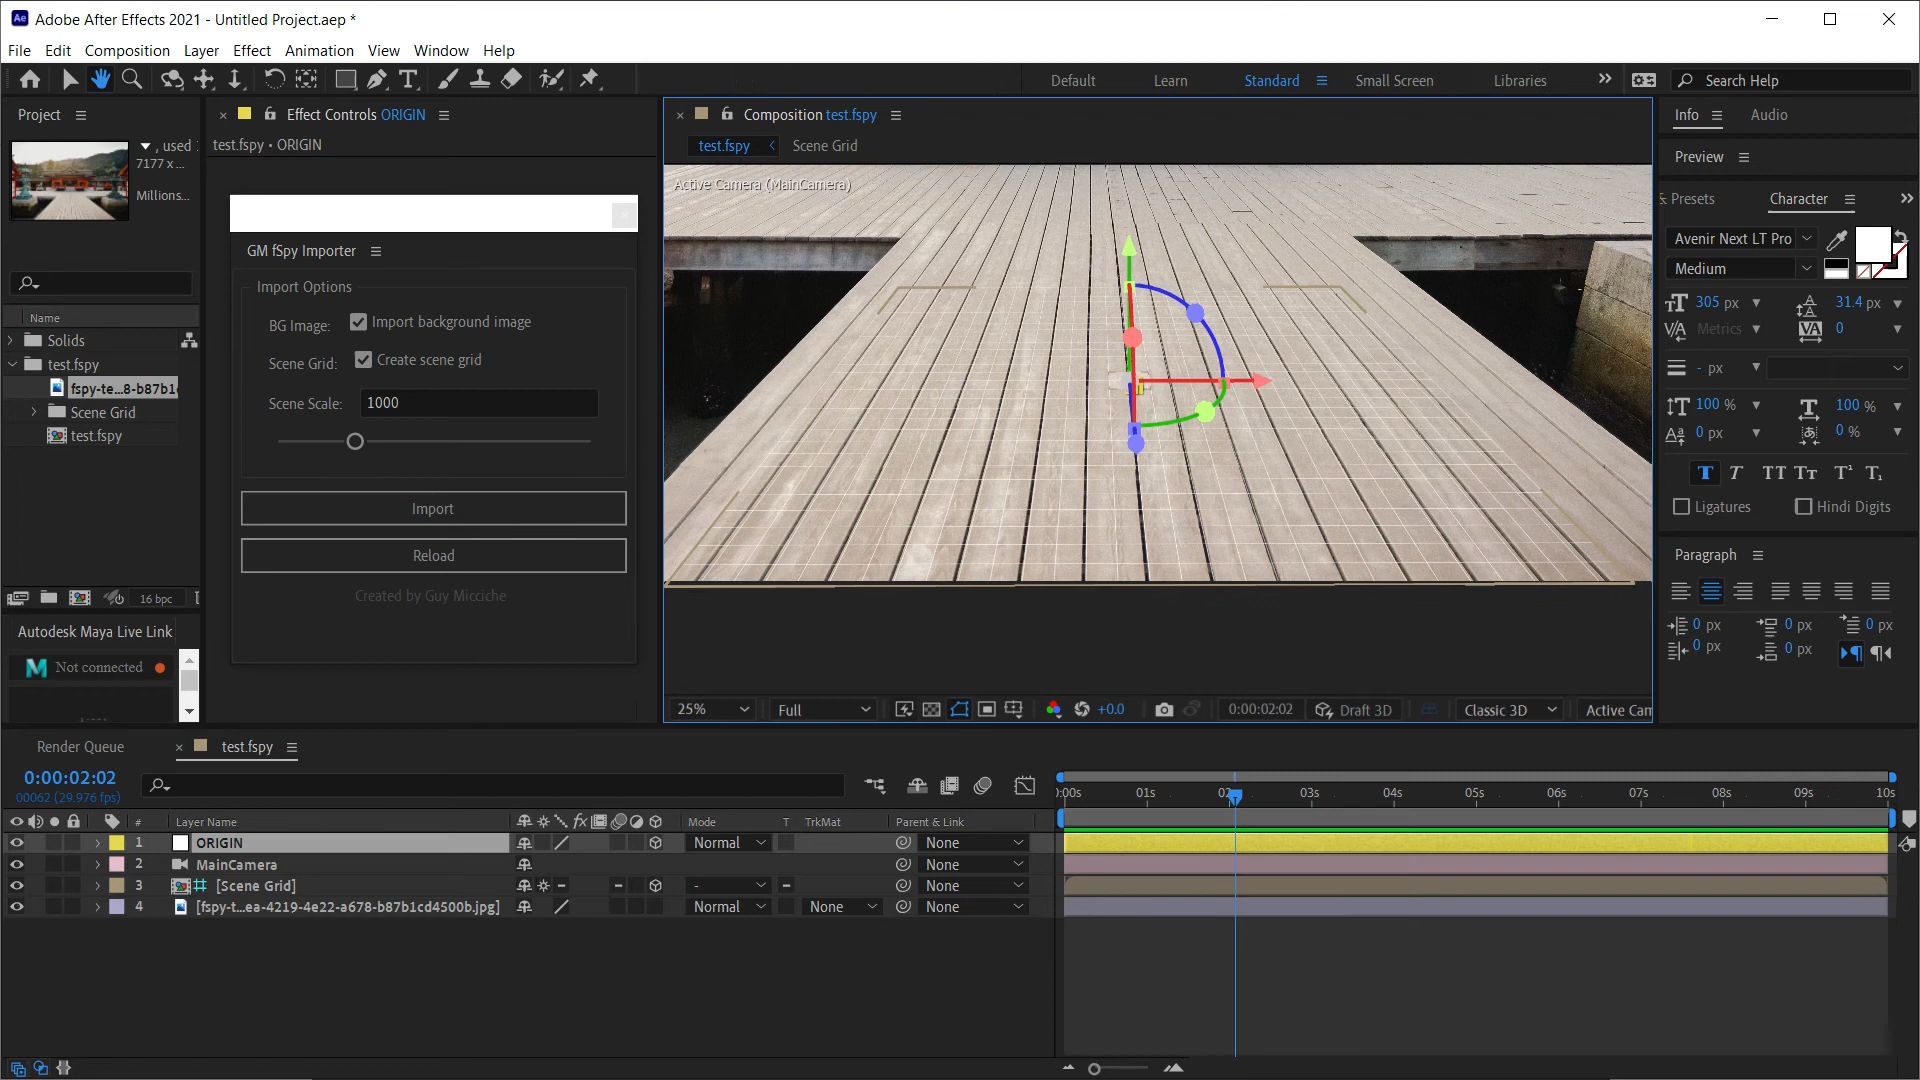 Adobe After Effects 2021 - Untitled Project.aep *
File Edit Composition Layer Effect Animation View Window Help
Default Learn Standard Small Screen Libraries Search Help
Project
, used
7177 x ...
Millions...
Name
Solids
test.fspy
fspy-te...8-b87b1
Scene Grid
test.fspy
16 bpc
Autodesk Maya Live Link
Not connected
Effect Controls ORIGIN
test.fspy • ORIGIN
GM fSpy Importer
Import Options
BG Image: Import background image
Scene Grid: Create scene grid
Scene Scale: 1000
Import
Reload
Created by Guy Micciche
Composition test.fspy
test.fspy Scene Grid
Active Camera (MainCamera)
25% Full +0.0 0:00:02:02 Draft 3D Classic 3D Active Cam
Info Audio
Preview
Presets Character
Avenir Next LT Pro
Medium
305 px 31.4 px
Metrics 0
- px
100 % 100 %
0 px 0 %
T T TT TT T¹ T₁
Ligatures Hindi Digits
Paragraph
0 px 0 px 0 px
0 px 0 px
Render Queue test.fspy
0:00:02:02
00062 (29.976 fps)
# Layer Name Mode T TrkMat Parent & Link
1 ORIGIN Normal None
2 MainCamera None
3 [Scene Grid] - None
4 [fspy-t...ea-4219-4e22-a678-b87b1cd4500b.jpg] Normal None None
:00s 01s 02s 03s 04s 05s 06s 07s 08s 09s 10s